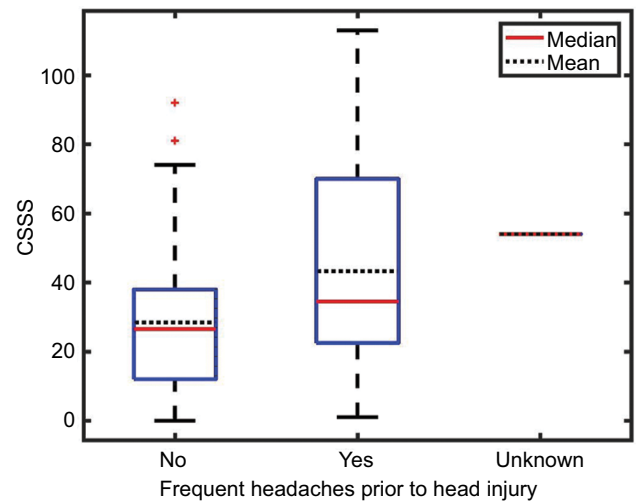 Median
Mean
100
80
60
40
20
0
CSSS
No Yes Unknown
Frequent headaches prior to head injury